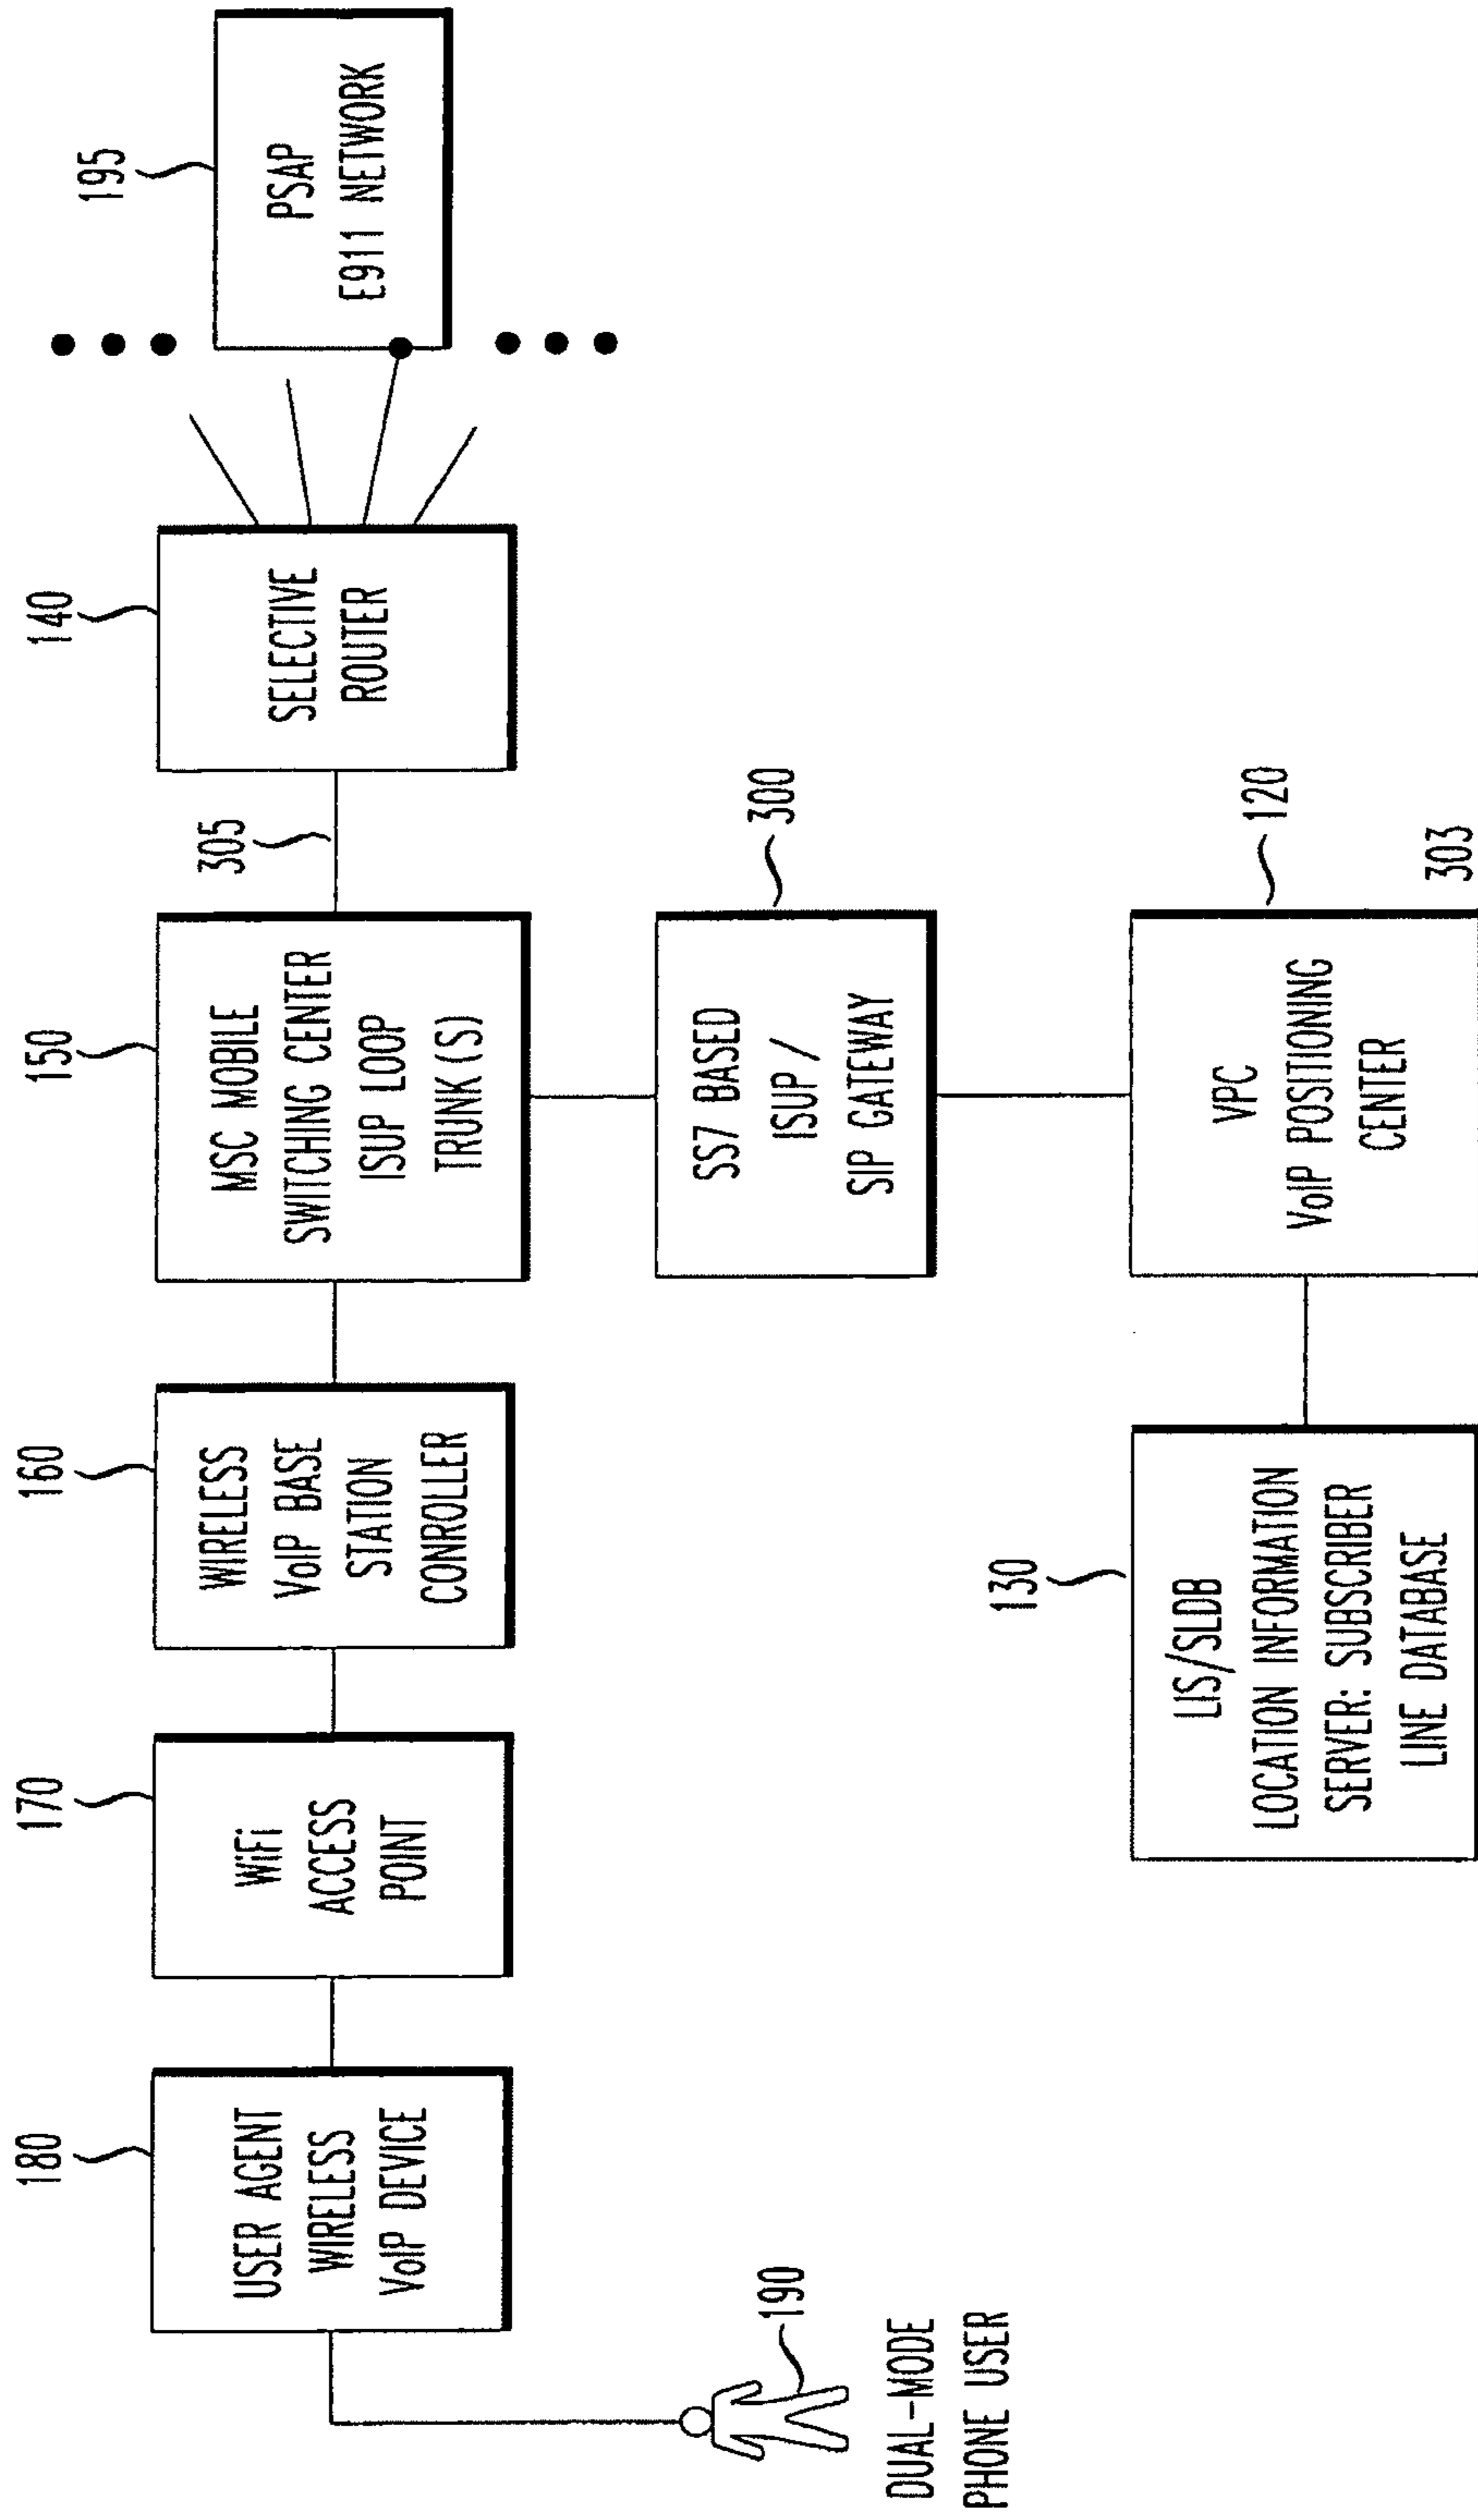 180
USER AGENT
WIRELESS
VoIP DEVICE
170
WiFi
ACCESS
POINT
160
WIRELESS
VoIP BASE
STATION
CONROLLER
150
MSC MOBILE
SWITCHING CENTER
ISUP LOOP
TRUNK(S)
305
140
SELECTIVE
ROUTER
195
PSAP
E911 NETWORK
190
DUAL-MODE
PHONE USER
300
SS7 BASED
ISUP /
SIP GATEWAY
130
LIS/SLDB
LOCATION INFORMATION
SERVER: SUBSCRIBER
LINE DATABASE
120
VPC
VoIP POSITIONING
CENTER
303